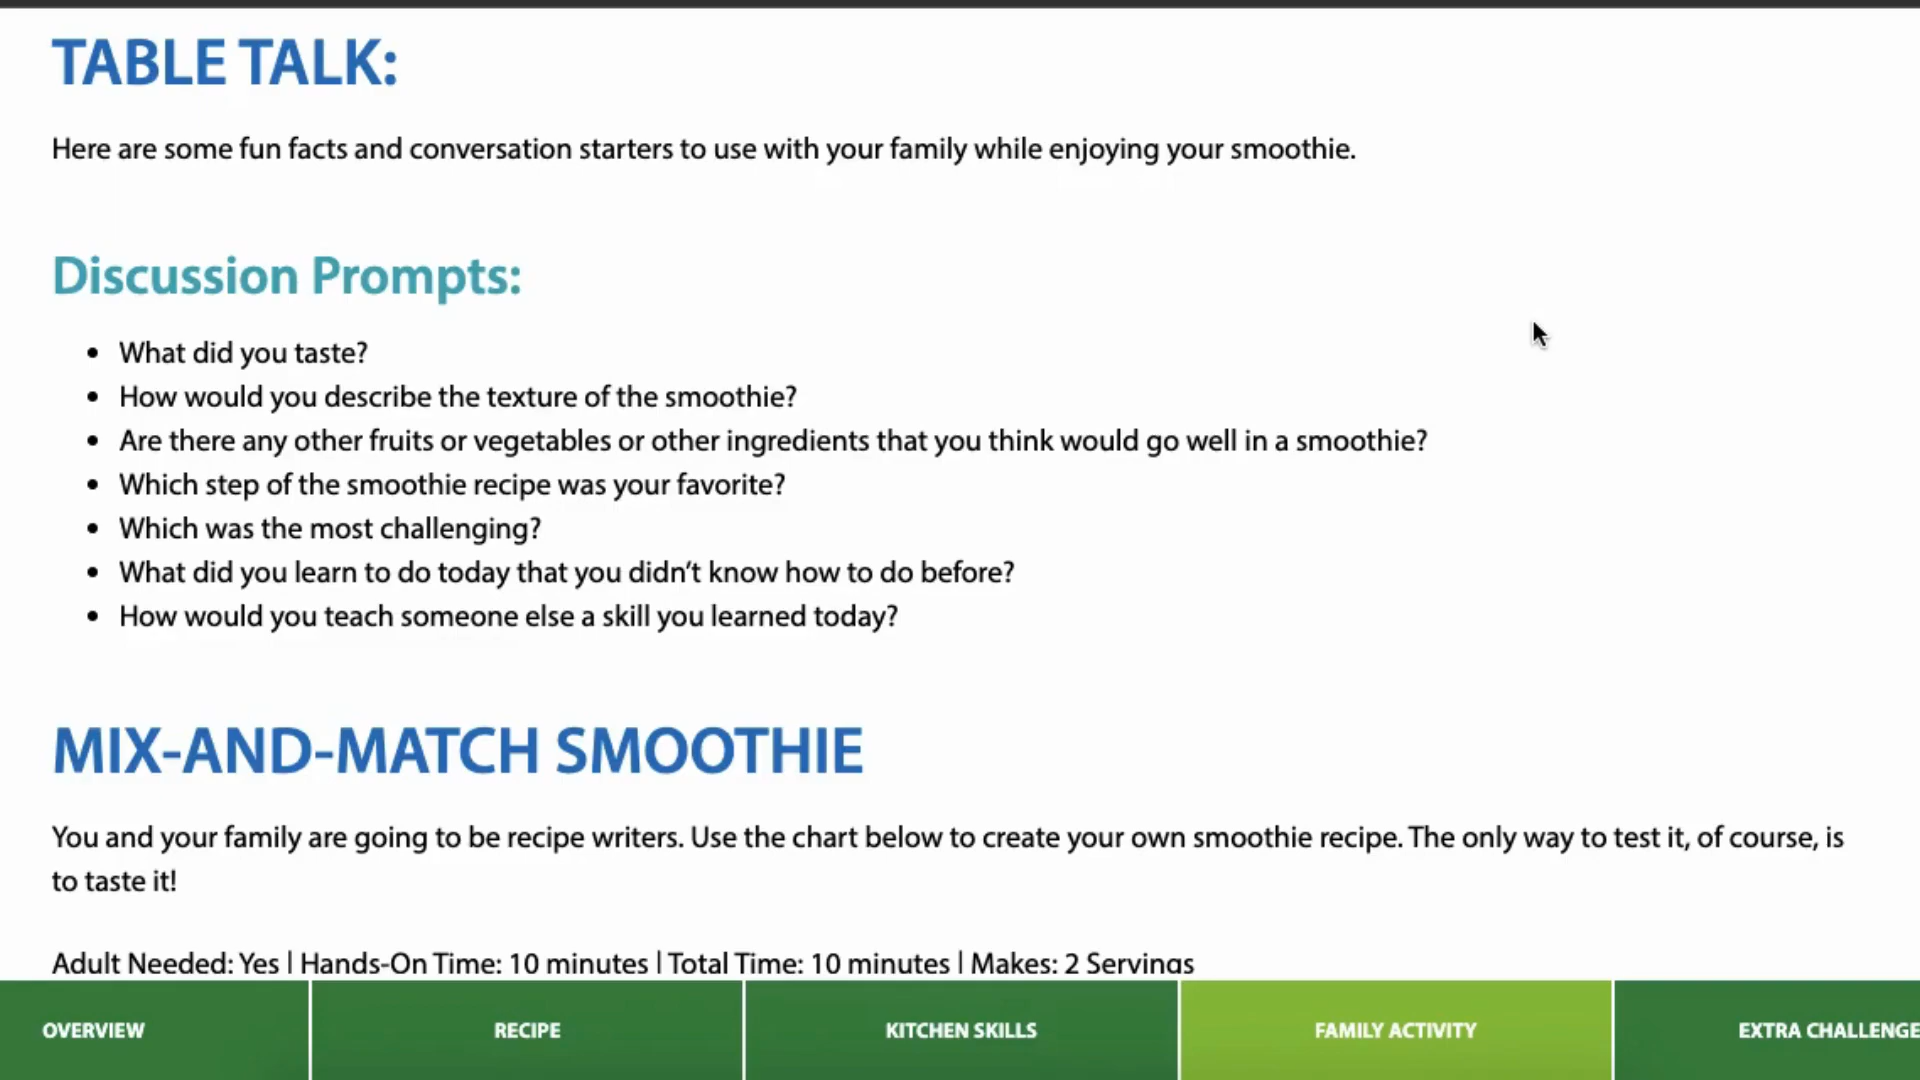 TABLE TALK:
Here are some fun facts and conversation starters to use with your family while enjoying your smoothie.
Discussion Prompts:
• What did you taste?
• How would you describe the texture of the smoothie?
• Are there any other fruits or vegetables or other ingredients that you think would go well in a smoothie?
• Which step of the smoothie recipe was your favorite?
• Which was the most challenging?
• What did you learn to do today that you didn’t know how to do before?
• How would you teach someone else a skill you learned today?
MIX-AND-MATCH SMOOTHIE
You and your family are going to be recipe writers. Use the chart below to create your own smoothie recipe. The only way to test it, of course, is
to taste it!
Adult Needed: Yes | Hands-On Time: 10 minutes | Total Time: 10 minutes | Makes: 2 Servings
OVERVIEW
RECIPE
KITCHEN SKILLS
FAMILY ACTIVITY
EXTRA CHALLENGE